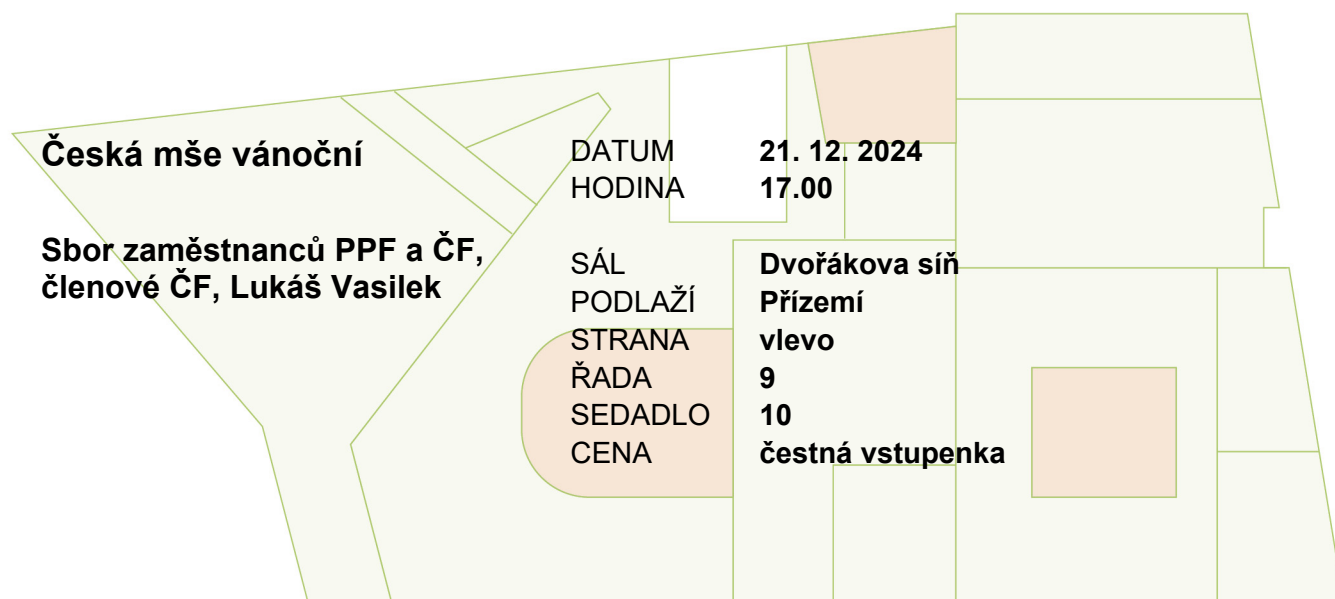 Česká mše vánoční
Sbor zaměstnanců PPF a ČF,
členové ČF, Lukáš Vasilek
DATUM 21. 12. 2024
HODINA 17.00
SÁL Dvořákova síň
PODLAŽÍ Přízemí
STRANA vlevo
ŘADA 9
SEDADLO 10
CENA čestná vstupenka